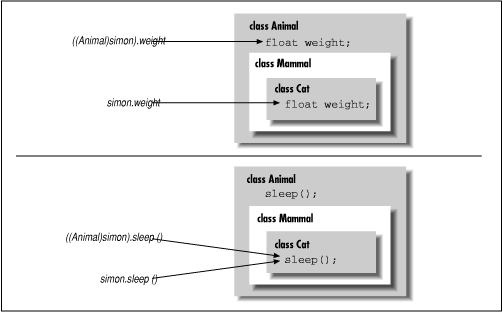 class Animal
((Animal)simon).weight
float weight;
class Mammal
class Cat
simon.weight
float weight;
class Animal
sleep();
class Mammal
((Animal)simon).sleep ()
class Cat
sleep();
simon.sleep ()